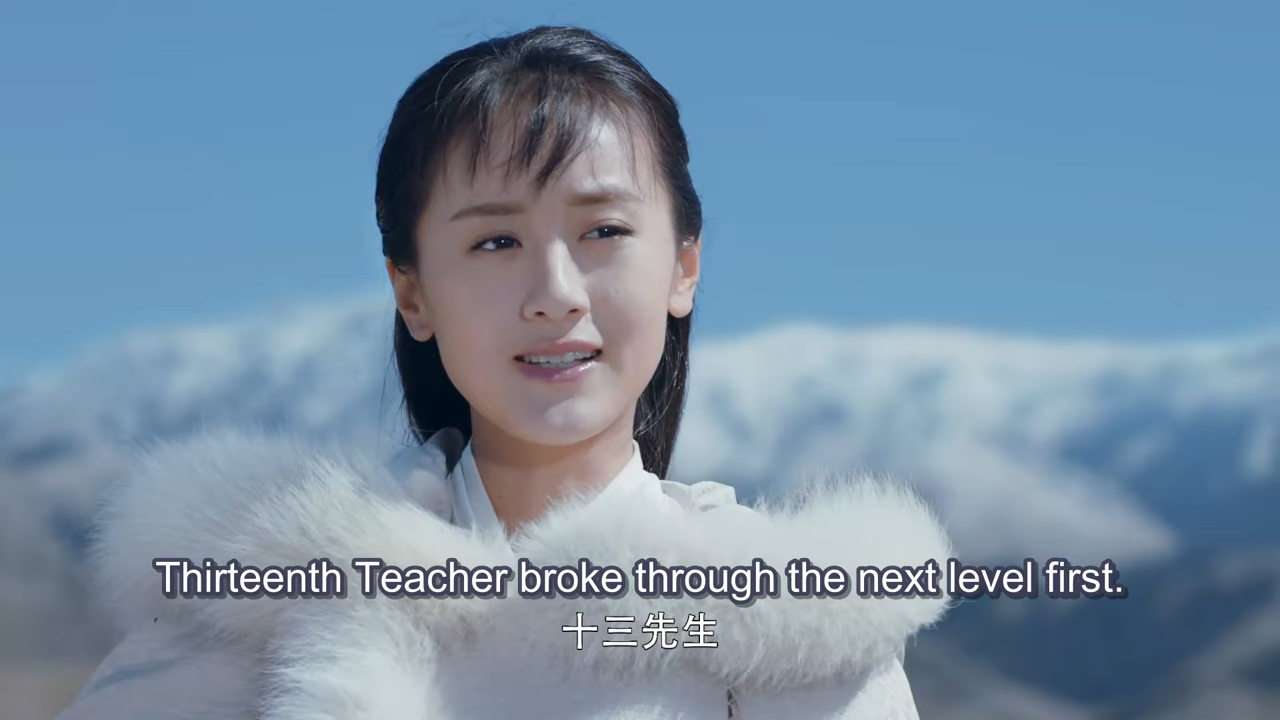 Thirteenth Teacher broke through the next level first.
十三先生